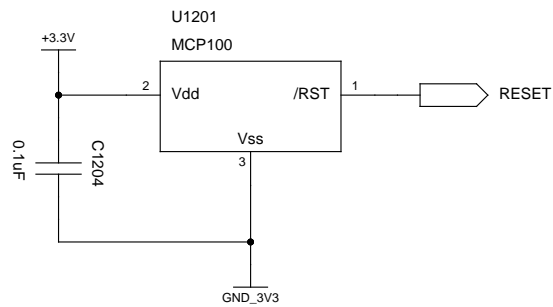 U1201
MCP100
+3.3V
2
Vdd
/RST
1
RESET
Vss
3
C1204
0.1uF
GND_3V3